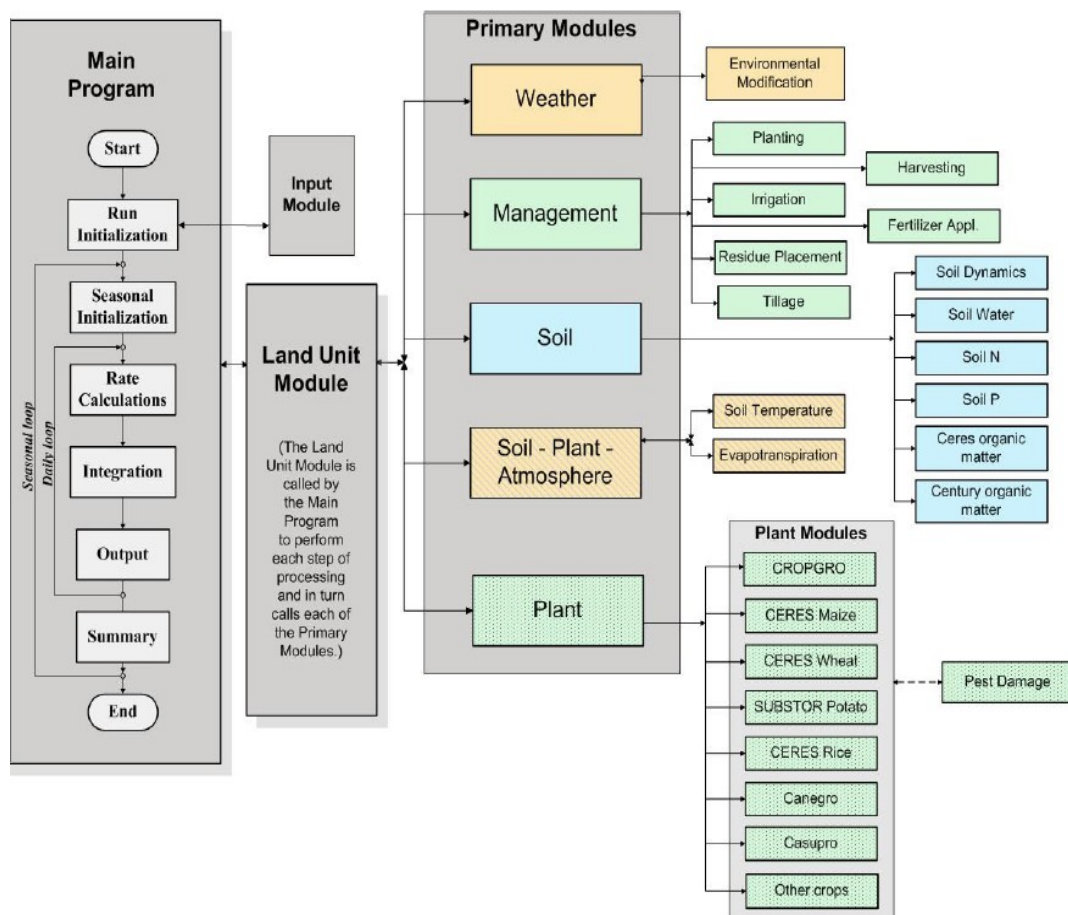 Main
Program
Start
Run
Initialization
Seasonal
Initialization
Rate
Calculations
Integration
Output
Summary
End
Seasonal loop
Daily loop
Input
Module
Land Unit
Module
(The Land
Unit Module is
called by
the Main
Program
to perform
each step of
processing
and in turn
calls each of
the Primary
Modules.)
Primary Modules
Weather
Management
Soil
Soil - Plant -
Atmosphere
Plant
Environmental
Modification
Planting
Harvesting
Irrigation
Fertilizer Appl.
Residue Placement
Tillage
Soil Dynamics
Soil Water
Soil N
Soil P
Ceres organic
matter
Century organic
matter
Soil Temperature
Evapotranspiration
Plant Modules
CROPGRO
CERES Maize
CERES Wheat
SUBSTOR Potato
CERES Rice
Canegro
Casupro
Other crops
Pest Damage